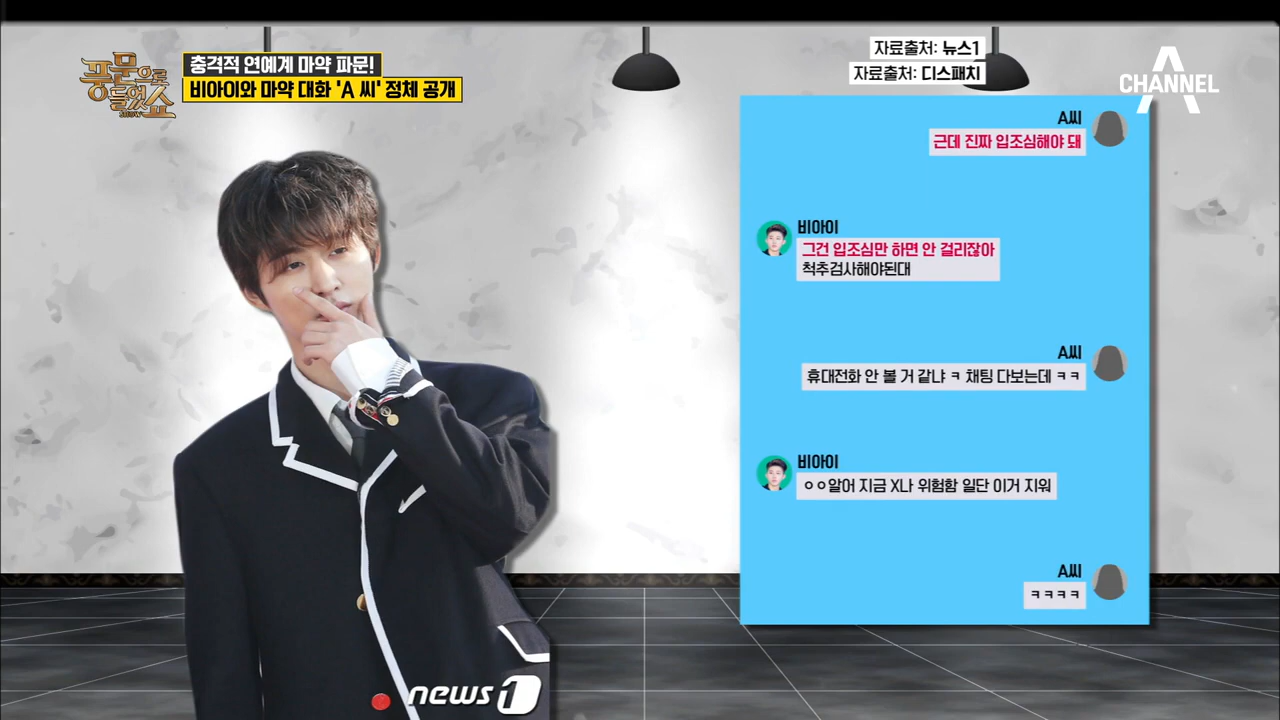 풍문으로
들었쇼
SHOW
충격적 연예계 마약 파문!
비아이와 마약 대화 'A 씨' 정체 공개
자료출처: 뉴스1
자료출처: 디스패치
CHANNEL A
A씨
근데 진짜 입조심해야 돼
비아이
그건 입조심만 하면 안 걸리잖아
척추검사해야된대
A씨
휴대전화 안 볼 거 같냐 ㅋ 채팅 다보는데 ㅋㅋ
비아이
ㅇㅇ알어 지금 X나 위험함 일단 이거 지워
A씨
ㅋㅋㅋㅋ
news1